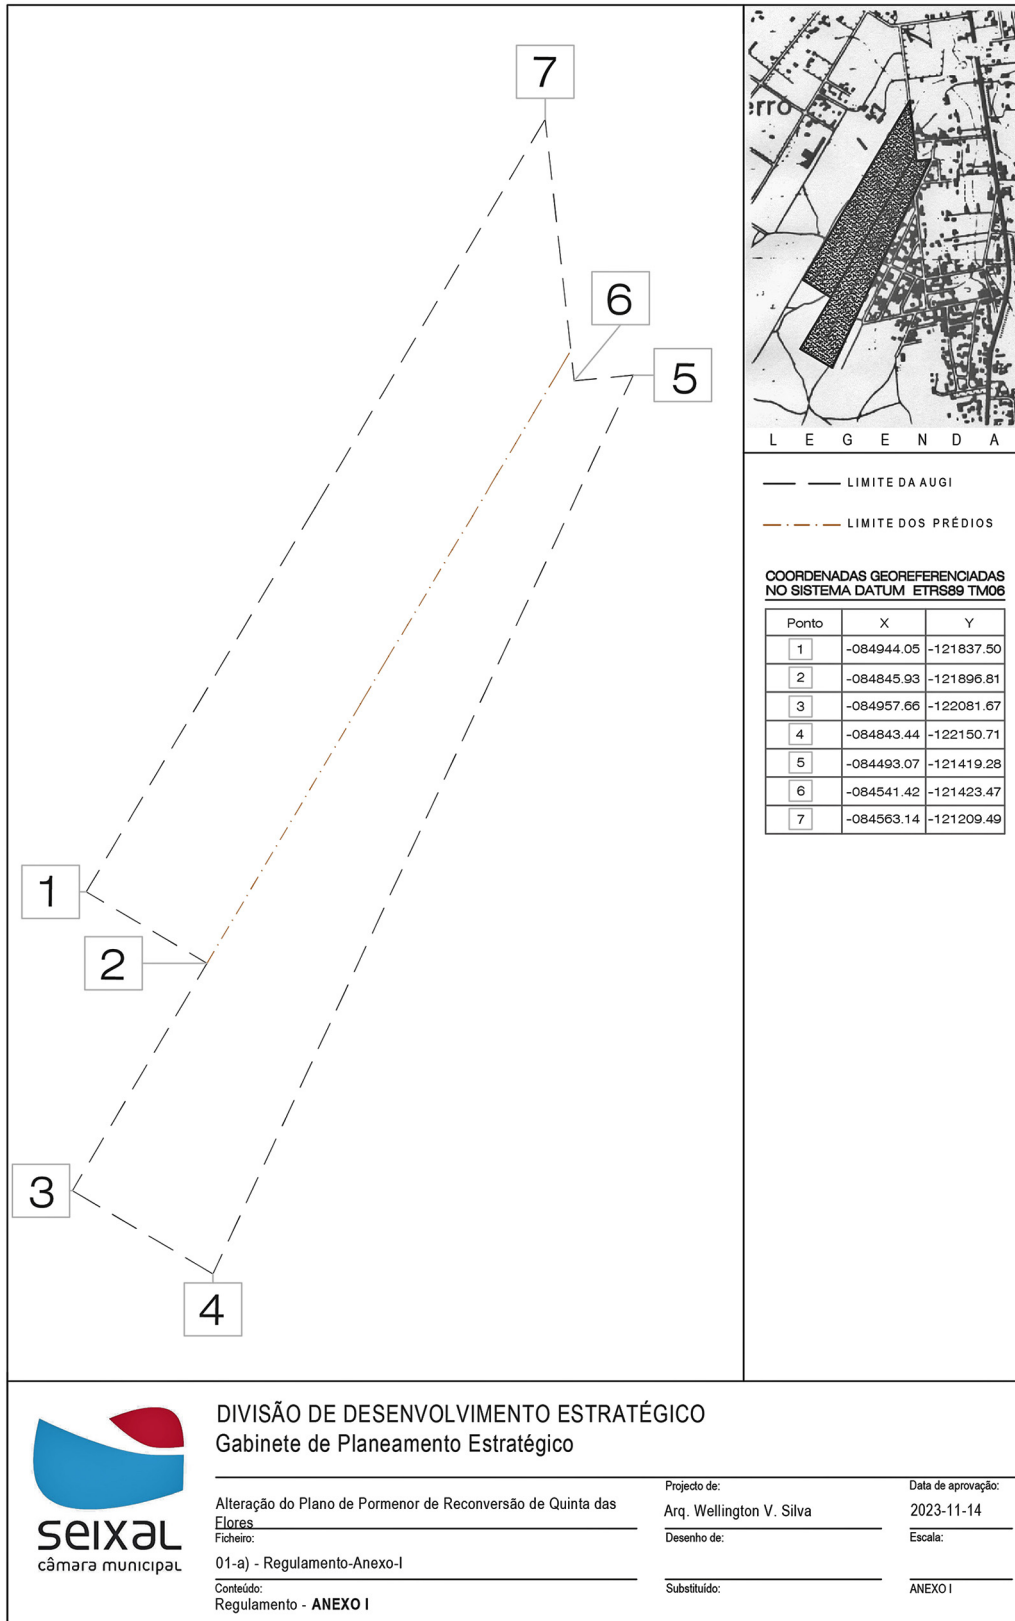 7
6
5
1
2
3
4
erro
L E G E N D A
LIMITE DA AUGI
LIMITE DOS PRÉDIOS
COORDENADAS GEOREFERENCIADAS
NO SISTEMA DATUM ETRS89 TM06
Ponto X Y
1 -084944.05 -121837.50
2 -084845.93 -121896.81
3 -084957.66 -122081.67
4 -084843.44 -122150.71
5 -084493.07 -121419.28
6 -084541.42 -121423.47
7 -084563.14 -121209.49
seixal
câmara municipal
DIVISÃO DE DESENVOLVIMENTO ESTRATÉGICO
Gabinete de Planeamento Estratégico
Alteração do Plano de Pormenor de Reconversão de Quinta das
Flores
Ficheiro:
01-a) - Regulamento-Anexo-I
Conteúdo:
Regulamento - ANEXO I
Projecto de:
Arq. Wellington V. Silva
Desenho de:
Substituído:
Data de aprovação:
2023-11-14
Escala:
ANEXO I